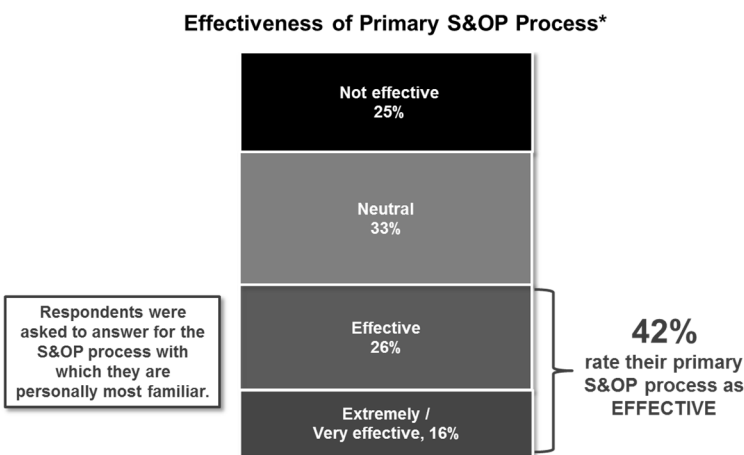 Effectiveness of Primary S&OP Process*
Not effective
25%
Neutral
33%
Respondents were
asked to answer for the
S&OP process with
which they are
personally most familiar.
Effective
26%
42%
rate their primary
S&OP process as
EFFECTIVE
Extremely /
Very effective, 16%